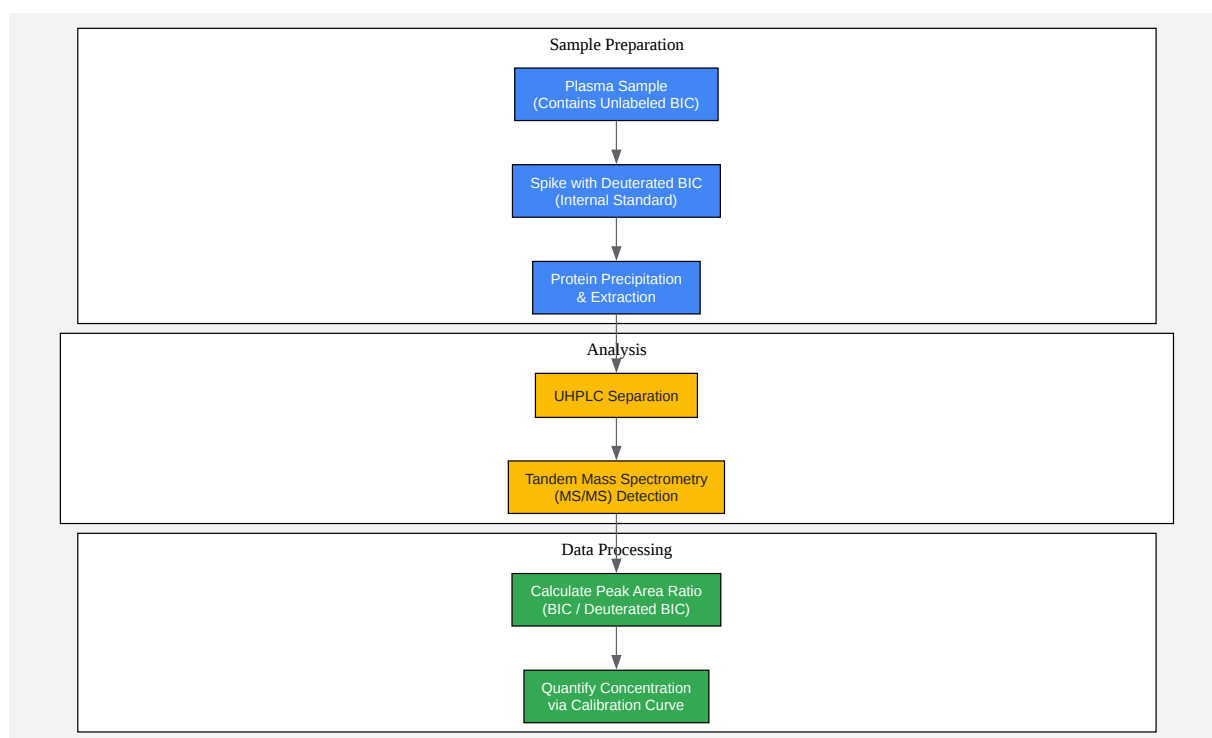 Sample Preparation
Plasma Sample
(Contains Unlabeled BIC)
Spike with Deuterated BIC
(Internal Standard)
Protein Precipitation
& Extraction
Analysis
UHPLC Separation
Tandem Mass Spectrometry
(MS/MS) Detection
Data Processing
Calculate Peak Area Ratio
(BIC / Deuterated BIC)
Quantify Concentration
via Calibration Curve